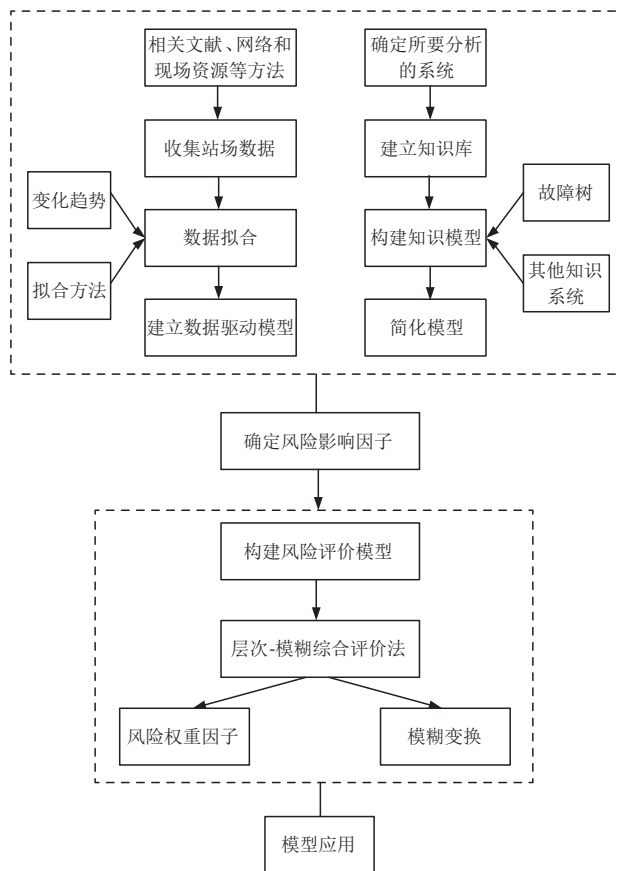 相关文献、网络和
现场资源等方法
确定所要分析
的系统
收集站场数据
建立知识库
变化趋势
故障树
数据拟合
构建知识模型
拟合方法
其他知识
系统
建立数据驱动模型
简化模型
确定风险影响因子
构建风险评价模型
层次-模糊综合评价法
风险权重因子
模糊变换
模型应用